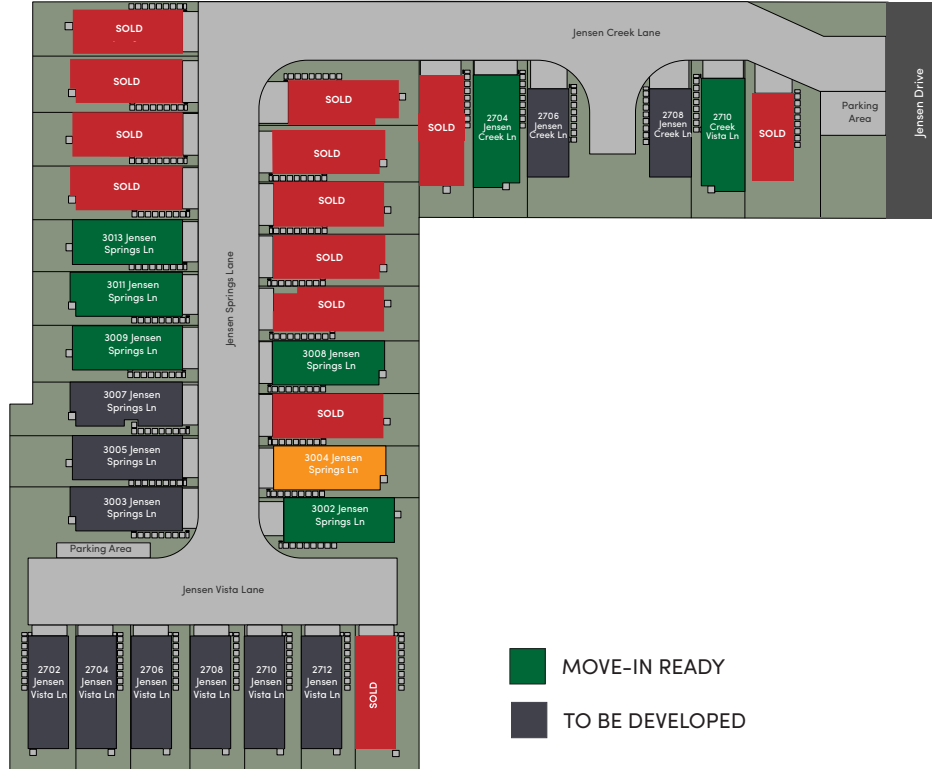 SOLD
Jensen Creek Lane
SOLD
SOLD
SOLD
SOLD
2704
Jensen
Creek Ln
2706
Jensen
Creek Ln
2708
Jensen
Creek Ln
2710
Creek
Vista Ln
SOLD
Parking
Area
Jensen Drive
SOLD
SOLD
SOLD
SOLD
3013 Jensen
Springs Ln
SOLD
3011 Jensen
Springs Ln
Jensen Springs Lane
SOLD
3009 Jensen
Springs Ln
3008 Jensen
Springs Ln
3007 Jensen
Springs Ln
SOLD
3005 Jensen
Springs Ln
3004 Jensen
Springs Ln
3003 Jensen
Springs Ln
3002 Jensen
Springs Ln
Parking Area
Jensen Vista Lane
2702
Jensen
Vista Ln
2704
Jensen
Vista Ln
2706
Jensen
Vista Ln
2708
Jensen
Vista Ln
2710
Jensen
Vista Ln
2712
Jensen
Vista Ln
SOLD
MOVE-IN READY
TO BE DEVELOPED